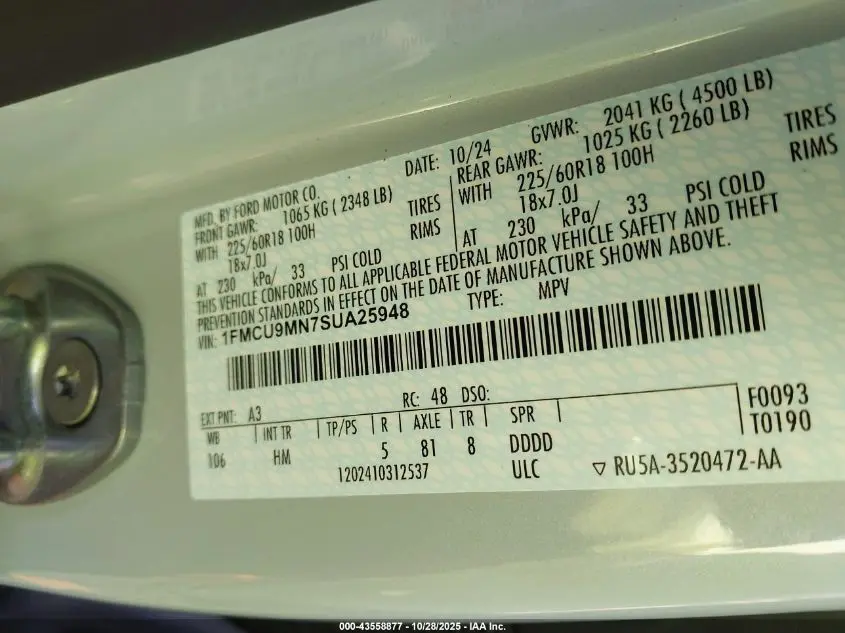 MFD. BY FORD MOTOR CO.
DATE: 10/24 GVWR: 2041 KG ( 4500 LB)
FRONT GAWR: 1065 KG ( 2348 LB)
REAR GAWR: 1025 KG ( 2260 LB)
WITH 225/60R18 100H TIRES
WITH 225/60R18 100H TIRES
18x7.0J RIMS
18x7.0J RIMS
AT 230 kPa/ 33 PSI COLD
AT 230 kPa/ 33 PSI COLD
THIS VEHICLE CONFORMS TO ALL APPLICABLE FEDERAL MOTOR VEHICLE SAFETY AND THEFT
PREVENTION STANDARDS IN EFFECT ON THE DATE OF MANUFACTURE SHOWN ABOVE.
VIN: 1FMCU9MN7SUA25948 TYPE: MPV
EXT PNT: A3 RC: 48 DSO: F0093
WB INT TR TP/PS R AXLE TR SPR T0190
106 HM 5 81 8 DDDD
1202410312537 ULC ▽ RU5A-3520472-AA
000-43558877 - 10/28/2025 - IAA Inc.